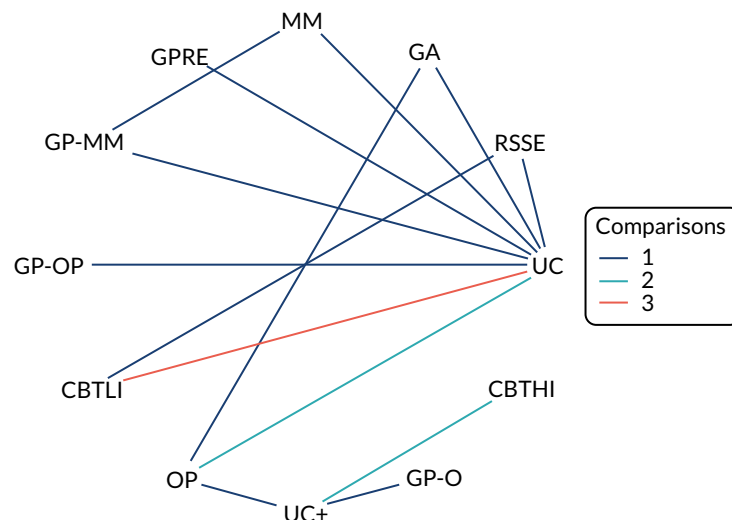 MM
GPRE
GA
GP-MM
RSSE
Comparisons
1
2
3
GP-OP
UC
CBTLI
CBTHI
OP
GP-O
UC+